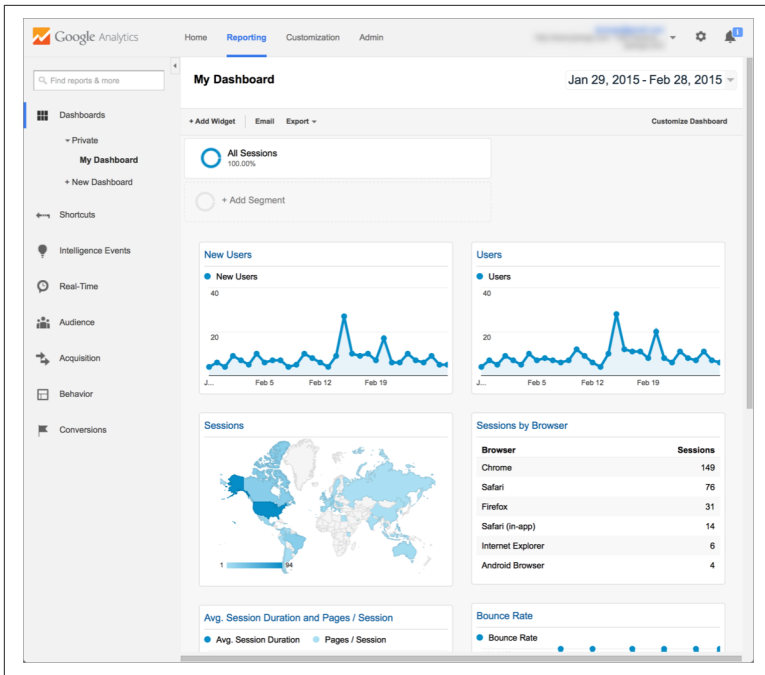 Google Analytics
Home Reporting Customization Admin
1
Find reports & more
My Dashboard
Jan 29, 2015 - Feb 28, 2015
Dashboards
Private
My Dashboard
+ New Dashboard
Shortcuts
Intelligence Events
Real-Time
Audience
Acquisition
Behavior
Conversions
+ Add Widget Email Export Customize Dashboard
All Sessions
100.00%
+ Add Segment
New Users
New Users
40
20
J... Feb 5 Feb 12 Feb 19
Users
Users
40
20
J... Feb 5 Feb 12 Feb 19
Sessions
1 94
Sessions by Browser
Browser Sessions
Chrome 149
Safari 76
Firefox 31
Safari (in-app) 14
Internet Explorer 6
Android Browser 4
Avg. Session Duration and Pages / Session
Avg. Session Duration Pages / Session
Bounce Rate
Bounce Rate